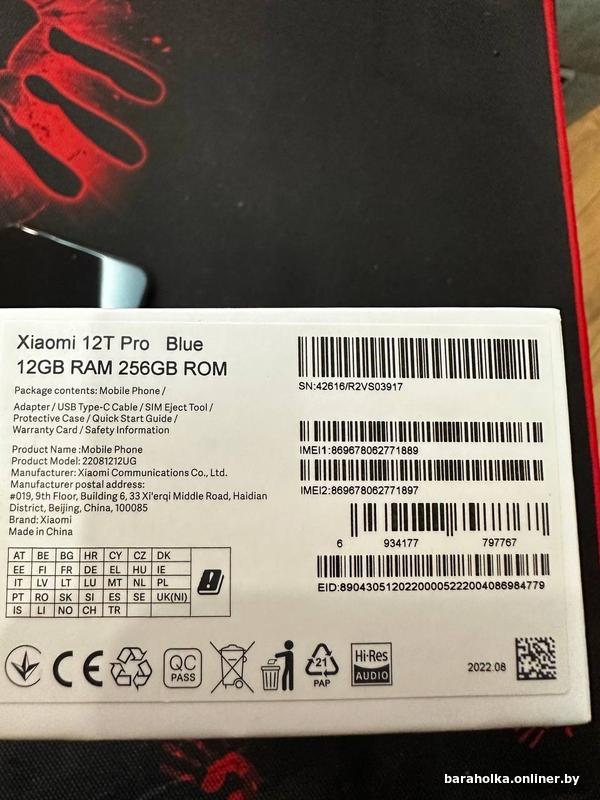 Xiaomi 12T Pro Blue
12GB RAM 256GB ROM
Package contents: Mobile Phone /
Adapter / USB Type-C Cable / SIM Eject Tool /
Protective Case / Quick Start Guide /
Warranty Card / Safety Information
Product Name :Mobile Phone
Product Model: 22081212UG
Manufacturer: Xiaomi Communications Co., Ltd.
Manufacturer postal address:
#019, 9th Floor, Building 6, 33 Xi'erqi Middle Road, Haidian
District, Beijing, China, 100085
Brand: Xiaomi
Made in China
AT BE BG HR CY CZ DK
EE FI FR DE EL HU IE
IT LV LT LU MT NL PL
PT RO SK SI ES SE UK(NI)
IS LI NO CH TR
SN:42616/R2VS03917
IMEI1:869678062771889
IMEI2:869678062771897
6 934177 797767
EID:89043051202200005222004086984779
CE
QC
PASS
21
PAP
Hi-Res
AUDIO
2022.08
baraholka.onliner.by